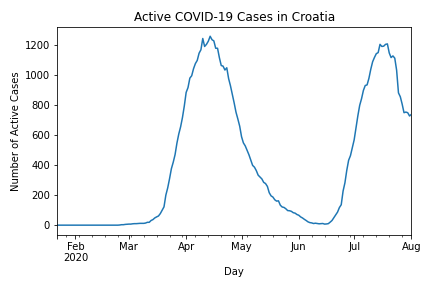 Active COVID-19 Cases in Croatia
Number of Active Cases
1200
1000
800
600
400
200
0
Feb Mar Apr May Jun Jul Aug
2020
Day